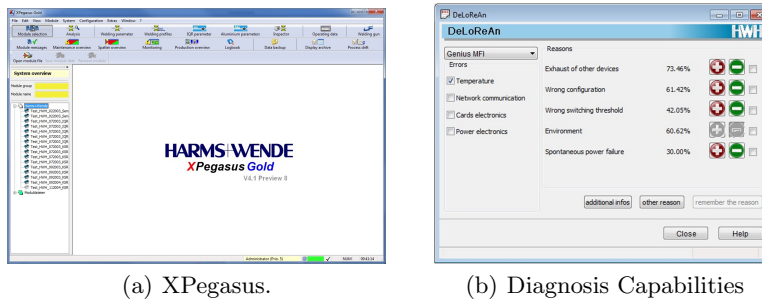 XPegasus Gold
File Edit View Module System Configuration Extras Window ?
Module selection Analysis Welding parameter Welding profiles IQR parameter Aluminium parameters Inspector Operating data Welding gun
Module messages Maintenance overview Spatter overview Monitoring Production overview Logbook Data backup Display archive Process drift
Open module file
System overview
Module group
Module name
HARMS+WENDE
XPegasus Gold
V4.1 Preview 8
Administrator (Prio. 5) NUM
(a) XPegasus.
DeLoReAn
DeLoReAn HWH
Genius MFI
Errors
Temperature
Network communication
Cards electronics
Power electronics
Reasons
Exhaust of other devices 73.46%
Wrong configuration 61.42%
Wrong switching threshold 42.05%
Environment 60.62%
Spontaneous power failure 30.00%
additional infos other reason remember the reason
Close Help
(b) Diagnosis Capabilities